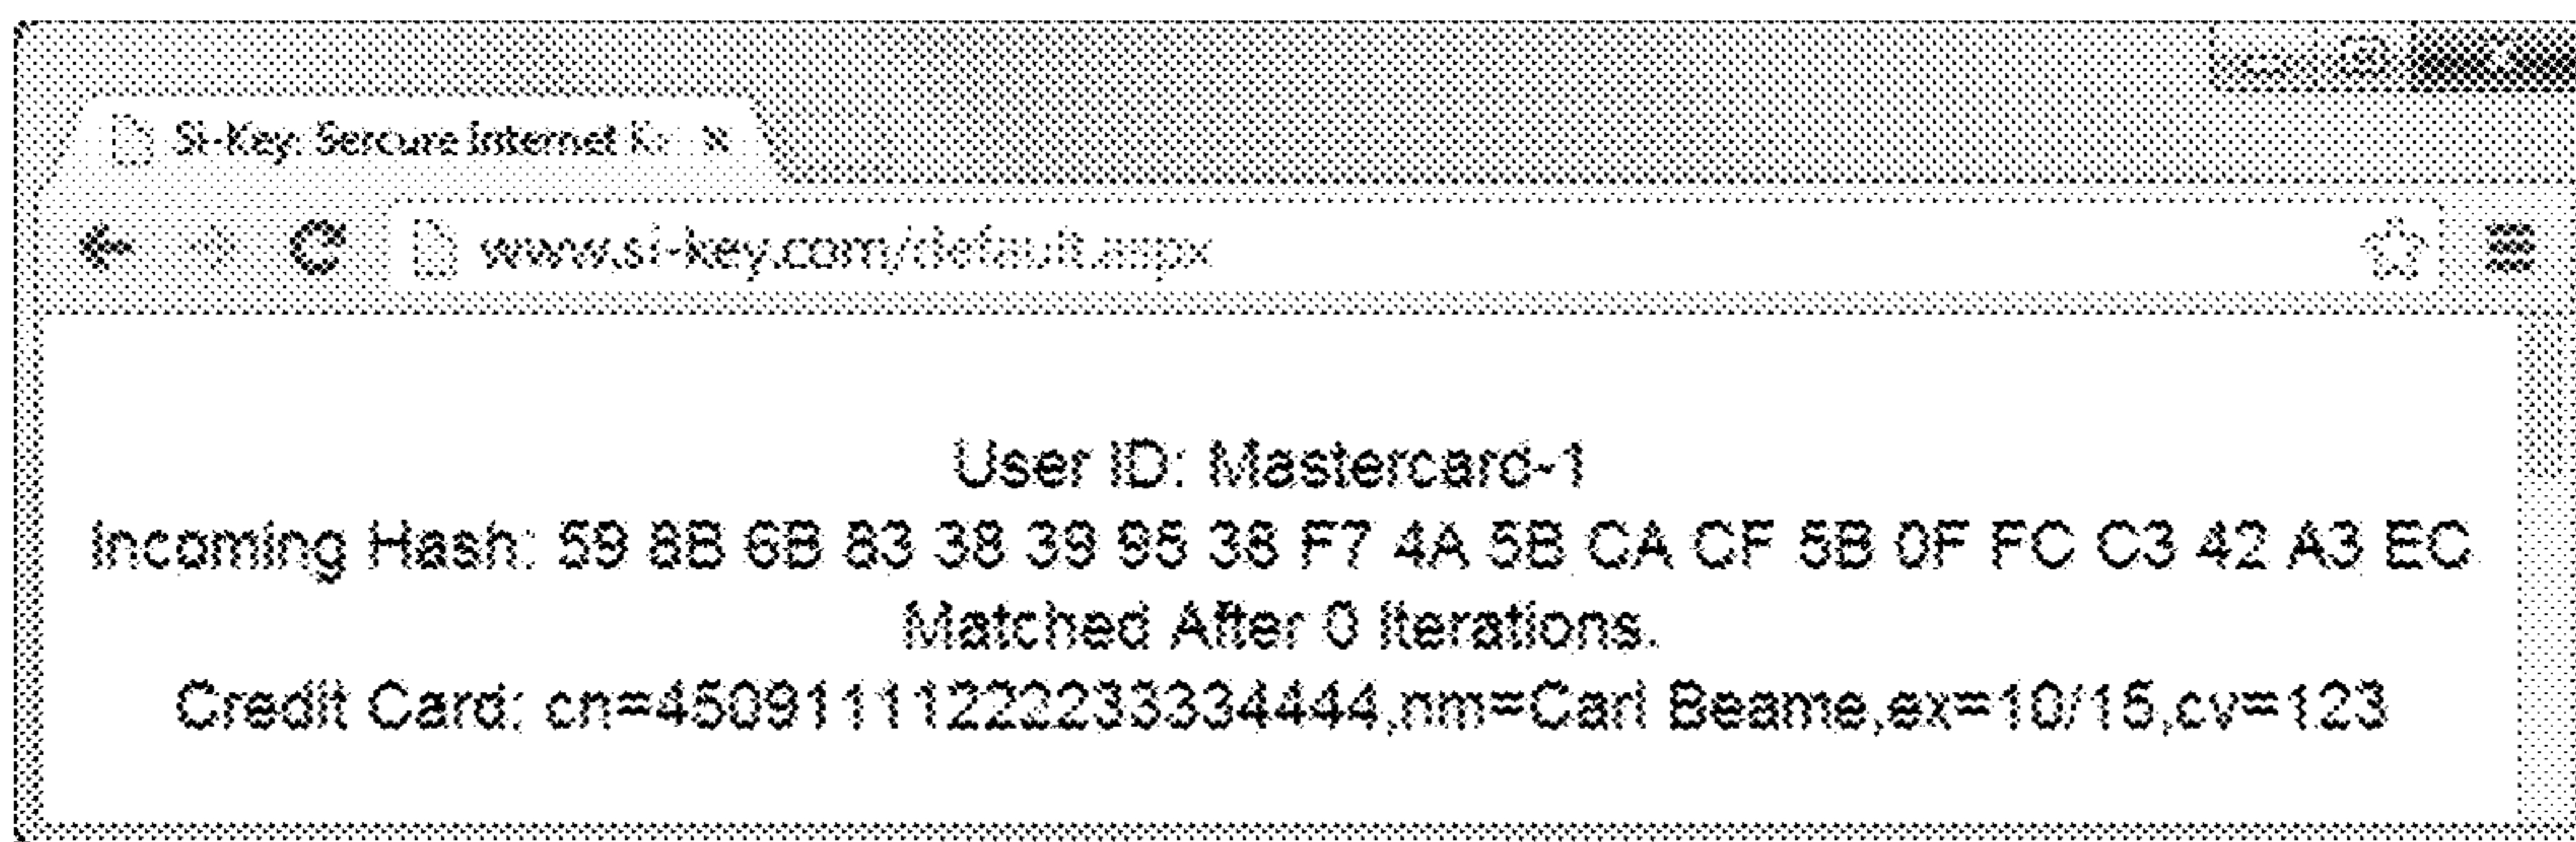 Si-Key: Sercure Internet Ke
www.si-key.com/default.aspx
User ID: Mastercard-1
Incoming Hash: 59 8B 6B 83 38 39 95 38 F7 4A 5B CA CF 5B 0F FC C3 42 A3 EC
Matched After 0 Iterations.
Credit Card: cn=45091111222233334444,nm=Carl Beame,ex=10/15,cv=123